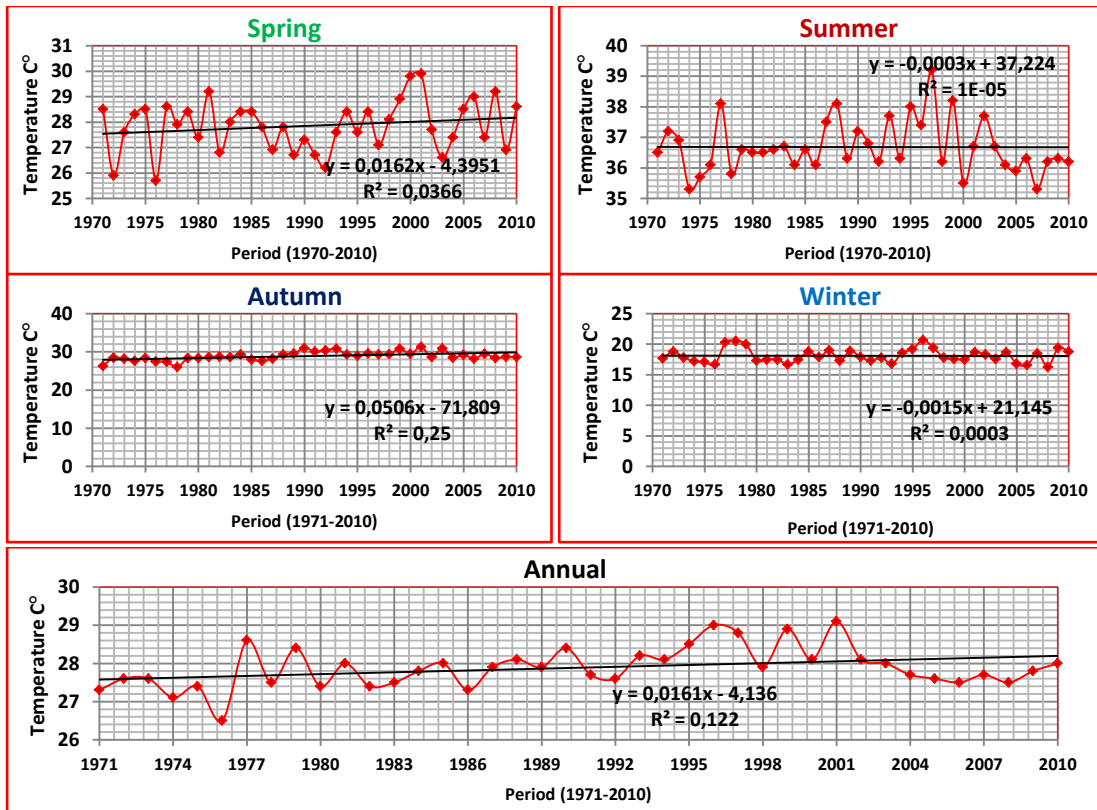 Spring
Temperature C°
31
30
29
28
27
26
25
y = 0,0162x - 4,3951
R² = 0,0366
1970 1975 1980 1985 1990 1995 2000 2005 2010
Period (1970-2010)
Summer
Temperature C°
40
39
38
37
36
35
y = -0,0003x + 37,224
R² = 1E-05
1970 1975 1980 1985 1990 1995 2000 2005 2010
Period (1970-2010)
Autumn
Temperature C°
40
30
20
10
0
y = 0,0506x - 71,809
R² = 0,25
1970 1975 1980 1985 1990 1995 2000 2005 2010
Period (1971-2010)
Winter
Temperature C°
25
20
15
10
5
0
y = -0,0015x + 21,145
R² = 0,0003
1970 1975 1980 1985 1990 1995 2000 2005 2010
Period (1971-2010)
Annual
Temperature C°
30
29
28
27
26
y = 0,0161x - 4,136
R² = 0,122
1971 1974 1977 1980 1983 1986 1989 1992 1995 1998 2001 2004 2007 2010
Period (1971-2010)